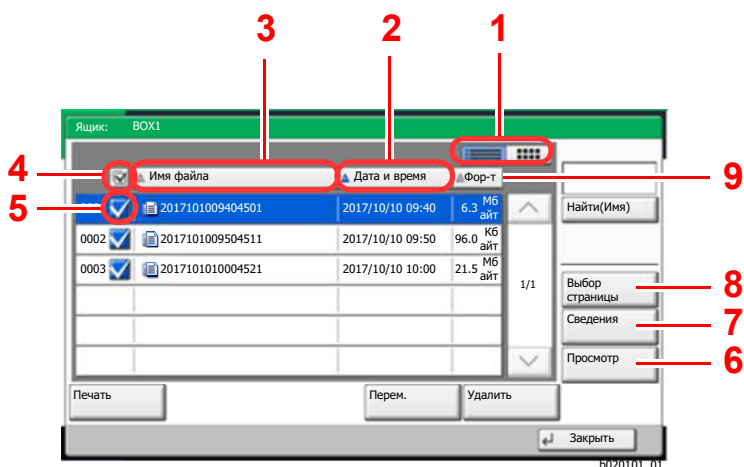 3
2
1
Ящик: BOX1
4
Имя файла
Дата и время
Фор-т
9
5
2017101009404501
2017/10/10 09:40
6.3 Мб
айт
Найти(Имя)
0002
2017101009504511
2017/10/10 09:50
96.0 Кб
айт
0003
2017101010004521
2017/10/10 10:00
21.5 Мб
айт
1/1
Выбор
страницы
8
Сведения
7
Просмотр
6
Печать
Перем.
Удалить
Закрыть
b020101_01